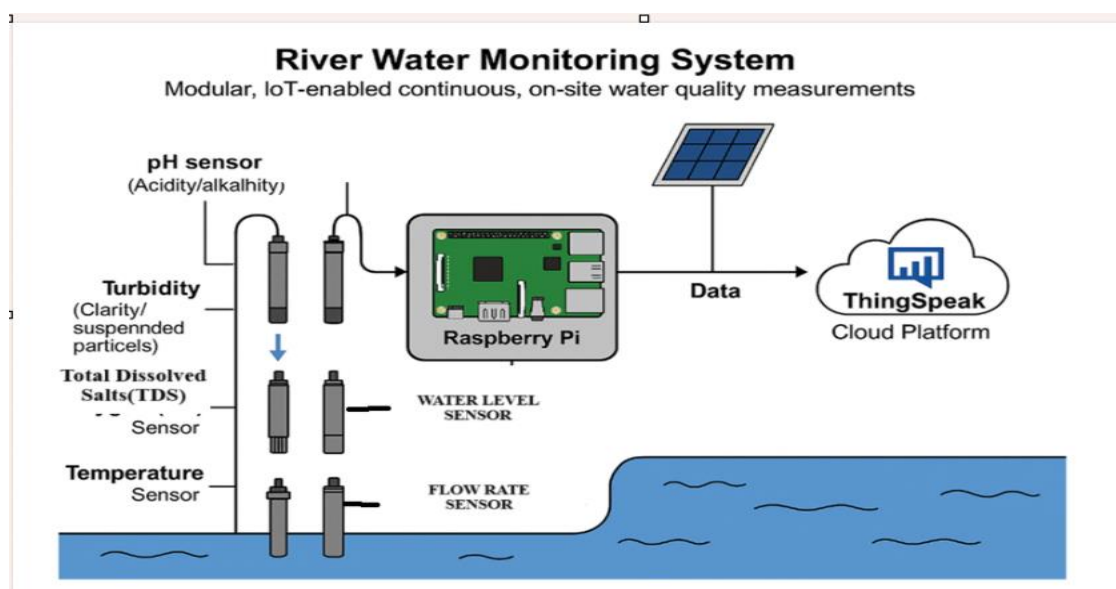 River Water Monitoring System
Modular, IoT-enabled continuous, on-site water quality measurements
pH sensor
(Acidity/alkalhity)
Turbidity
(Clarity/
suspennded
particels)
Total Dissolved
Salts(TDS)
Sensor
Temperature
Sensor
WATER LEVEL
SENSOR
FLOW RATE
SENSOR
Raspberry Pi
Data
ThingSpeak
Cloud Platform